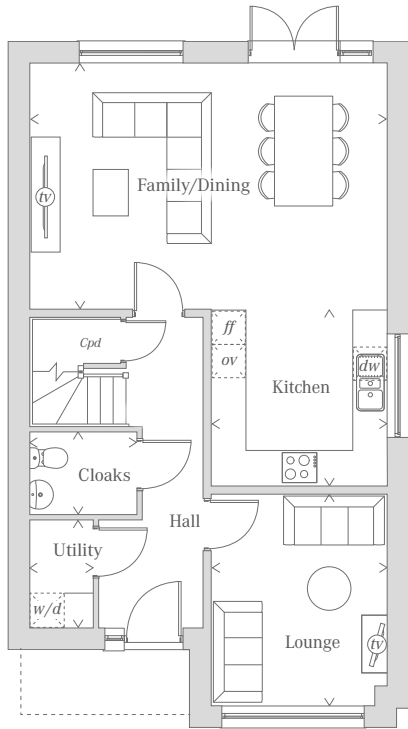 Family/Dining
tv
Cpd
ff
ov
dw
Kitchen
Cloaks
Hall
Utility
w/d
Lounge
tv